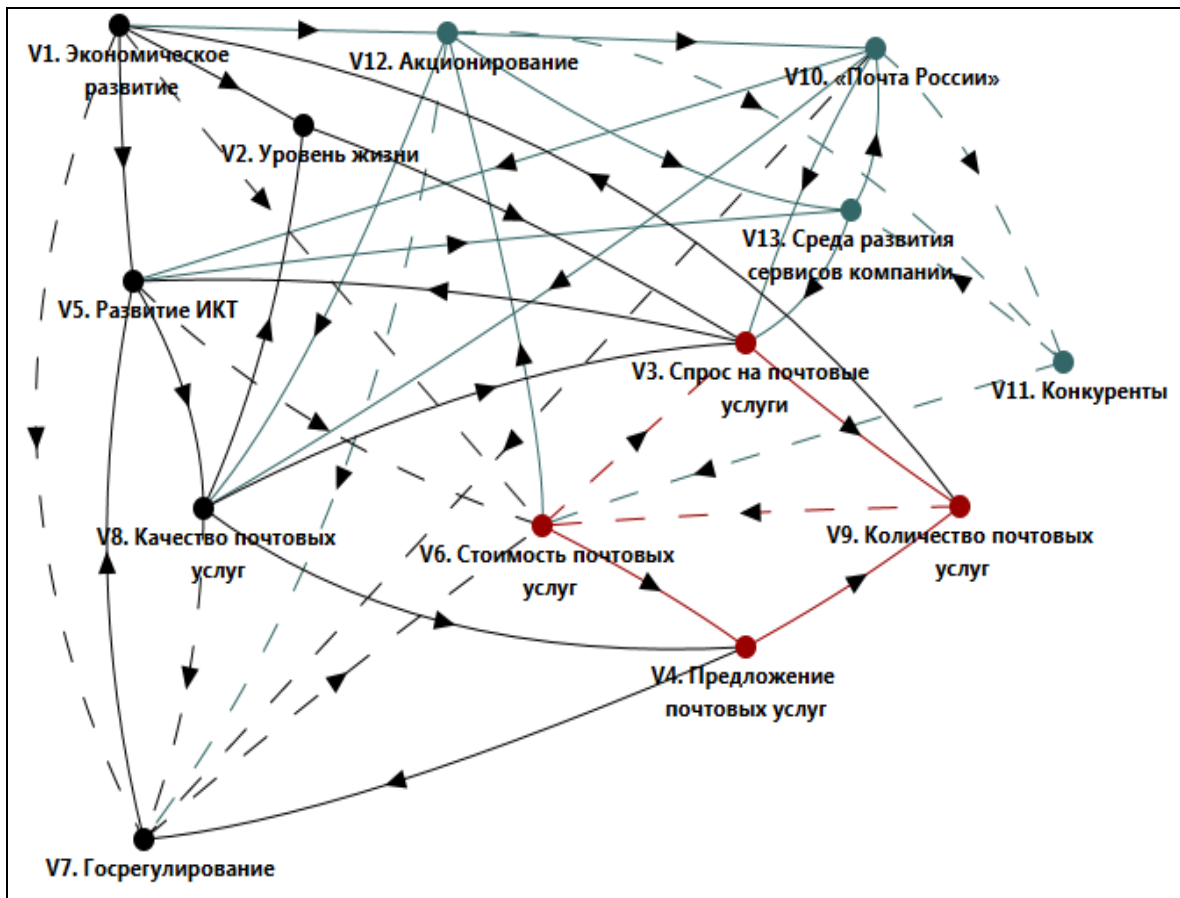 V1. Экономическое
развитие
V12. Акционирование
V10. «Почта России»
V2. Уровень жизни
V13. Среда развития
сервисов компании
V5. Развитие ИКТ
V3. Спрос на почтовые
услуги
V11. Конкуренты
V8. Качество почтовых
услуг
V6. Стоимость почтовых
услуг
V9. Количество почтовых
услуг
V4. Предложение
почтовых услуг
V7. Госрегулирование